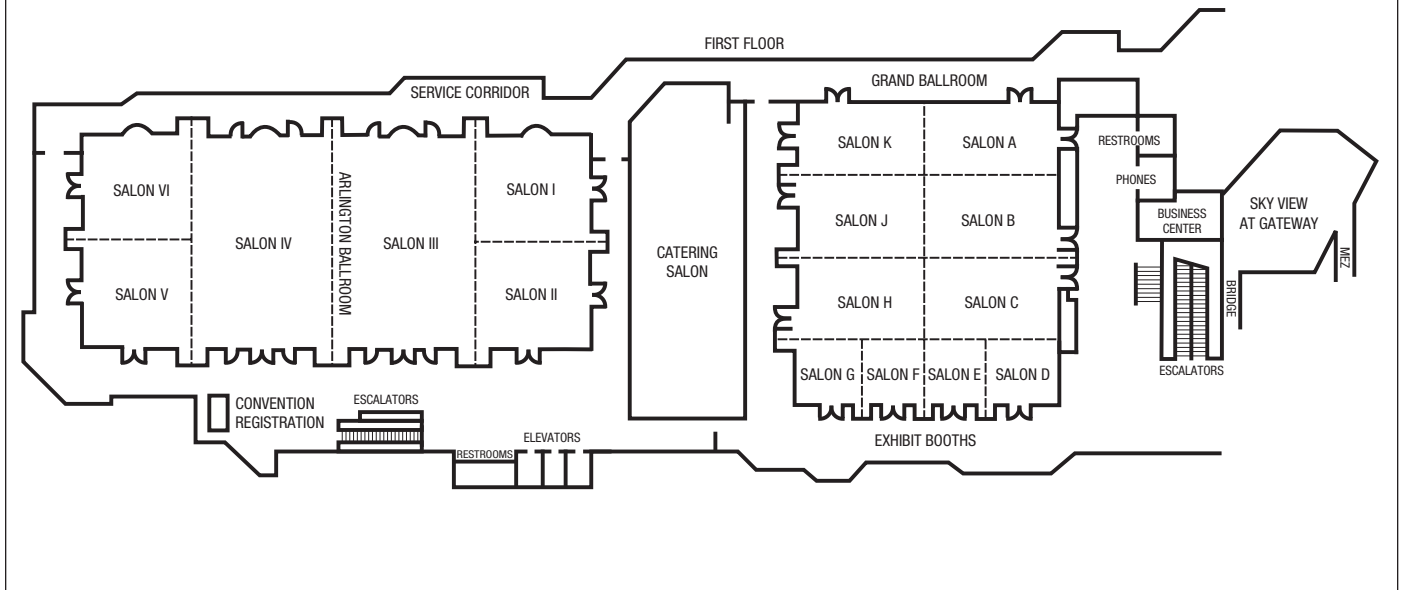 FIRST FLOOR
GRAND BALLROOM
SERVICE CORRIDOR
SALON K
SALON A
RESTROOMS
PHONES
SALON VI
SALON I
SALON J
SALON B
BUSINESS
CENTER
SKY VIEW
AT GATEWAY
ARLINGTON BALLROOM
SALON IV
SALON III
CATERING
SALON
MEZ
SALON V
SALON II
SALON H
SALON C
BRIDGE
SALON G
SALON F
SALON E
SALON D
ESCALATORS
CONVENTION
REGISTRATION
ESCALATORS
ELEVATORS
EXHIBIT BOOTHS
RESTROOMS